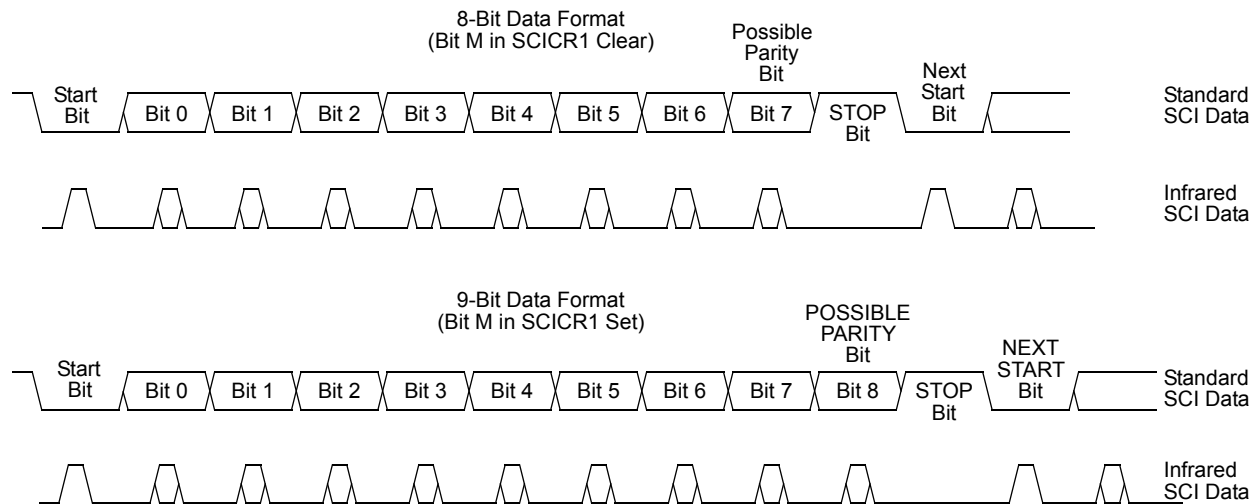 8-Bit Data Format
(Bit M in SCICR1 Clear)
Possible
Parity
Bit
Start
Bit
Bit 0
Bit 1
Bit 2
Bit 3
Bit 4
Bit 5
Bit 6
Bit 7
STOP
Bit
Next
Start
Bit
Standard
SCI Data
Infrared
SCI Data
9-Bit Data Format
(Bit M in SCICR1 Set)
POSSIBLE
PARITY
Bit
Start
Bit
Bit 0
Bit 1
Bit 2
Bit 3
Bit 4
Bit 5
Bit 6
Bit 7
Bit 8
STOP
Bit
NEXT
START
Bit
Standard
SCI Data
Infrared
SCI Data